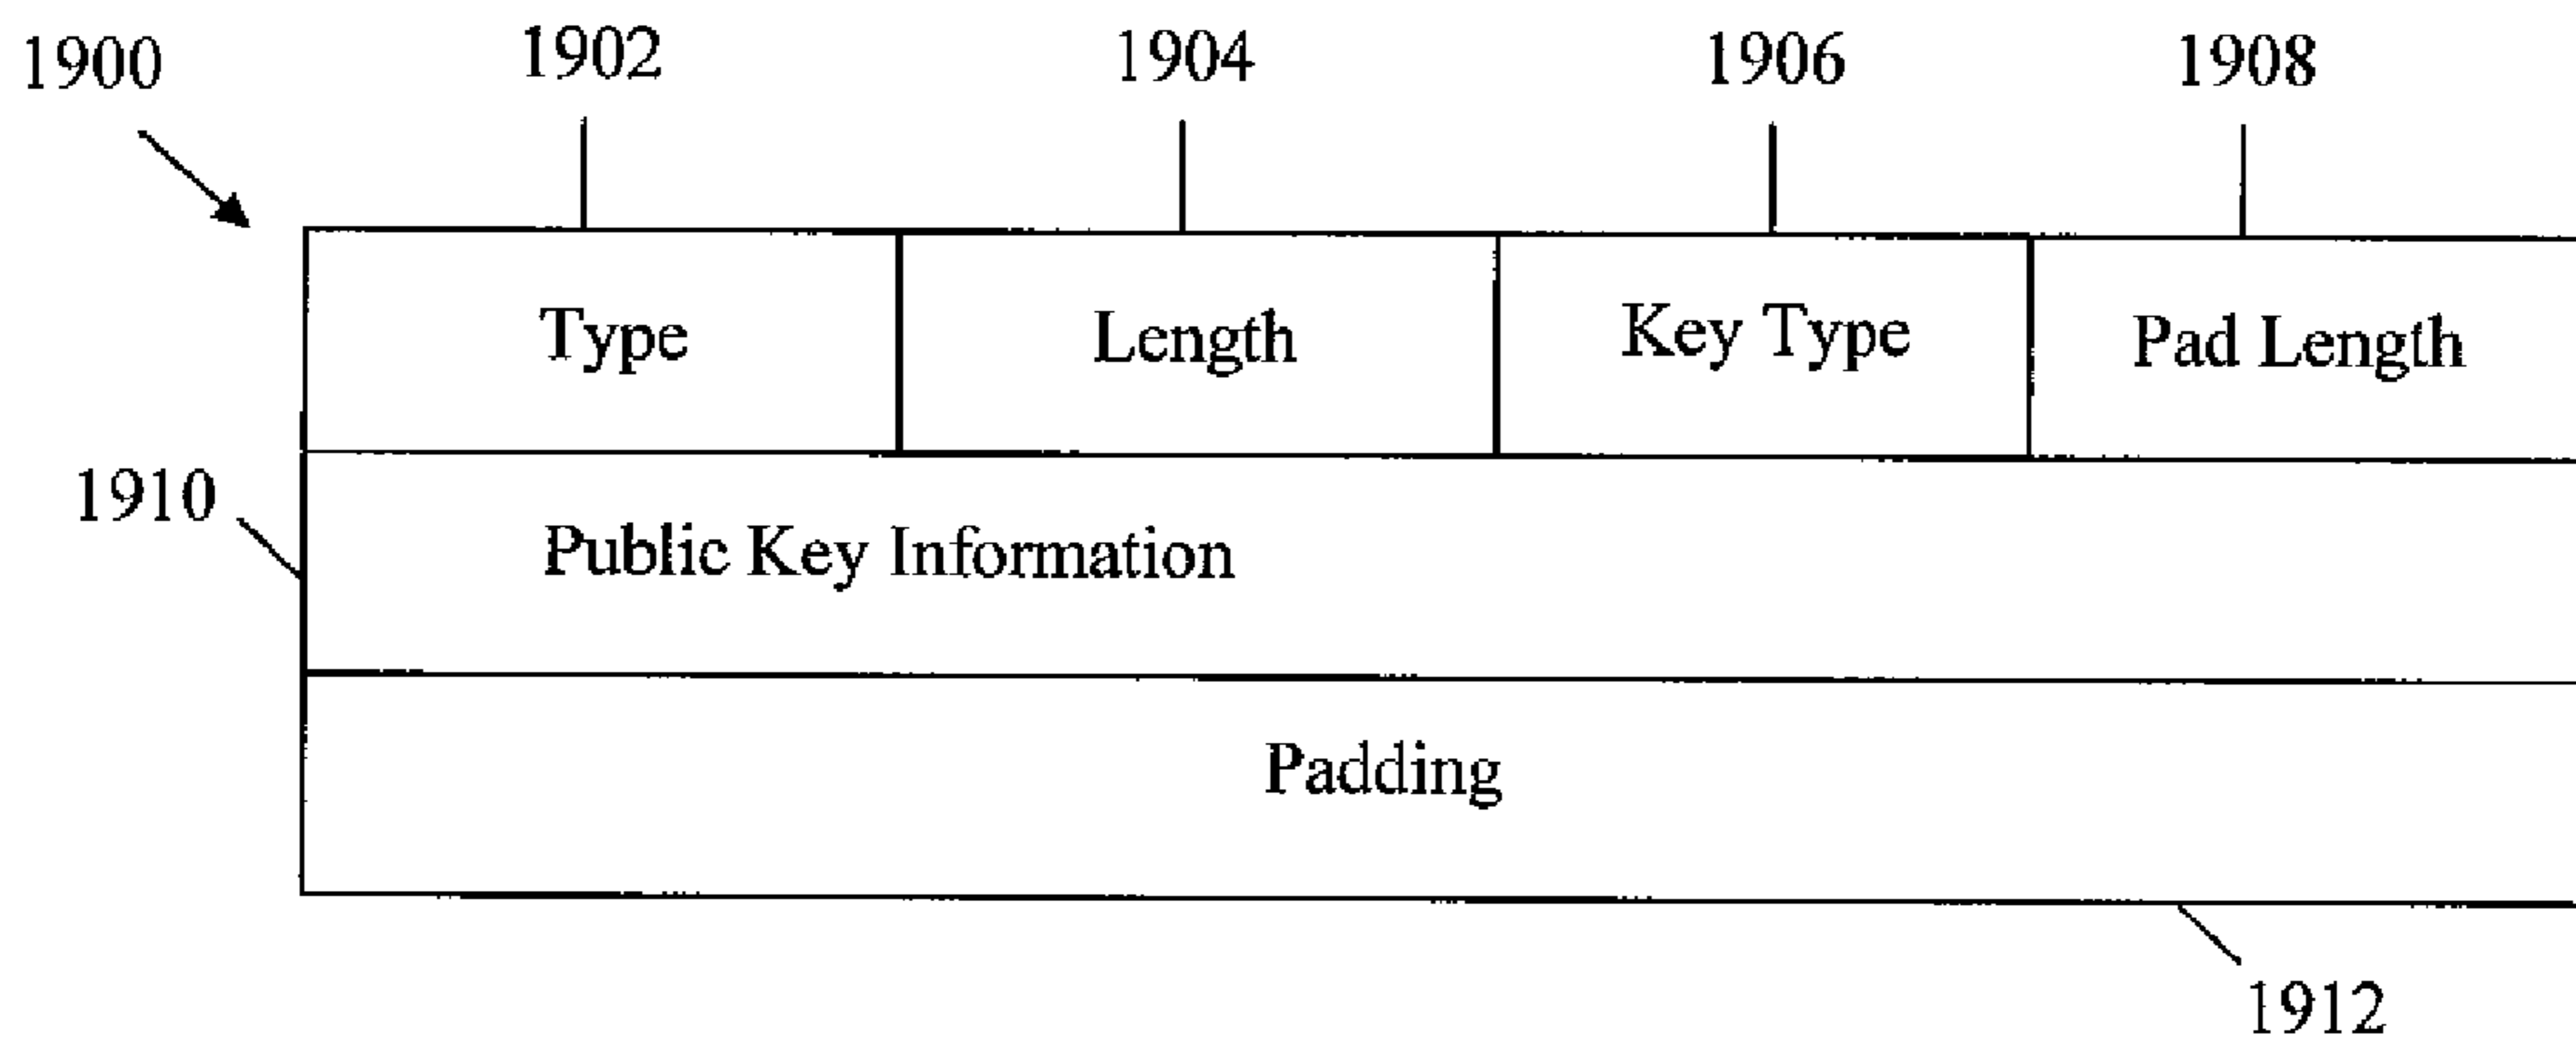 1900 1902 1904 1906 1908
Type Length Key Type Pad Length
1910 Public Key Information
Padding
1912